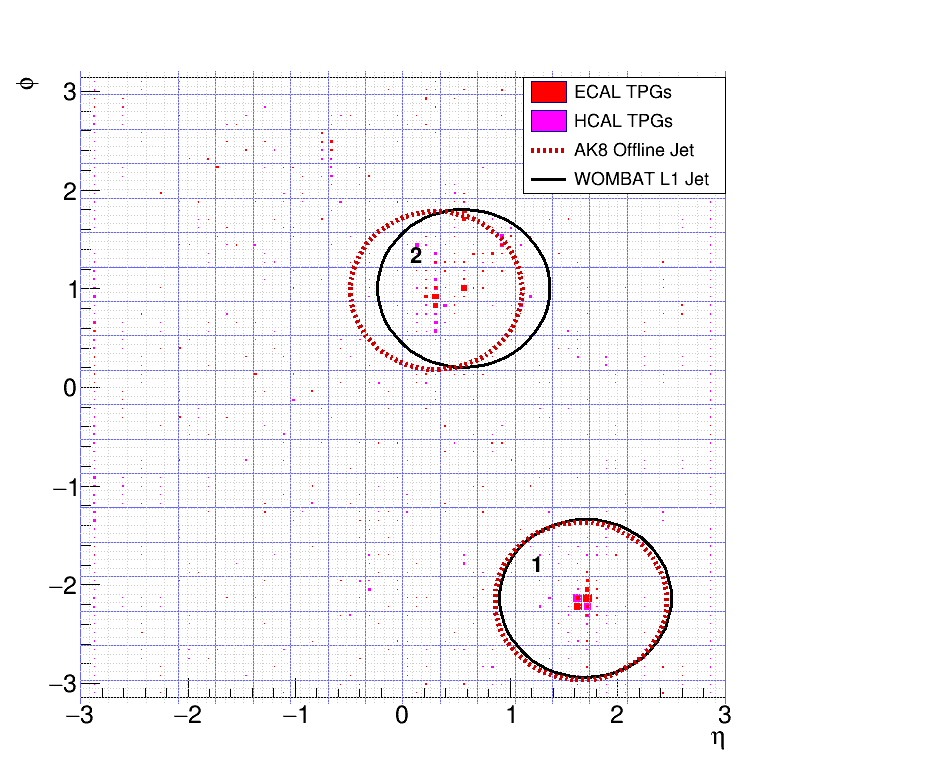 φ
3
2
1
0
−1
−2
−3
ECAL TPGs
HCAL TPGs
AK8 Offline Jet
WOMBAT L1 Jet
2
1
−3 −2 −1 0 1 2 3
η